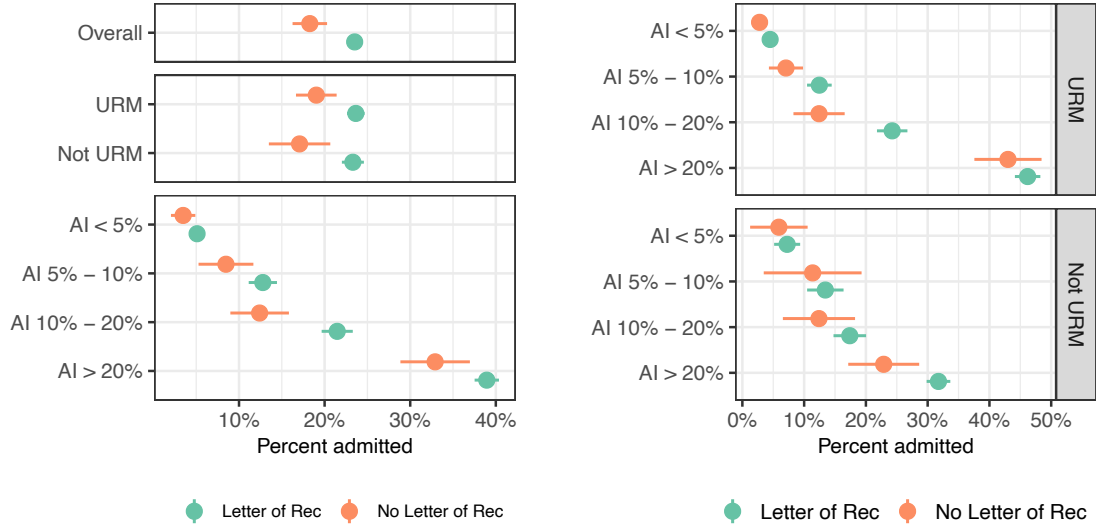 Overall
URM
Not URM
AI < 5%
AI 5% − 10%
AI 10% − 20%
AI > 20%
10% 20% 30% 40%
Percent admitted
Letter of Rec No Letter of Rec
AI < 5%
AI 5% − 10%
AI 10% − 20%
AI > 20%
URM
AI < 5%
AI 5% − 10%
AI 10% − 20%
AI > 20%
Not URM
0% 10% 20% 30% 40% 50%
Percent admitted
Letter of Rec No Letter of Rec